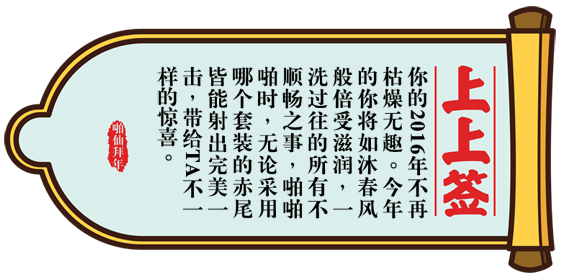 上上签
你的2016年不再
枯燥无趣。今年
的你将如沐春风
般倍受滋润，一
洗过往的所有不
顺畅之事，啪啪
啪时，无论采用
哪个套装的赤尾
皆能射出完美一
击，带给TA不一
样的惊喜。
啪仙拜年